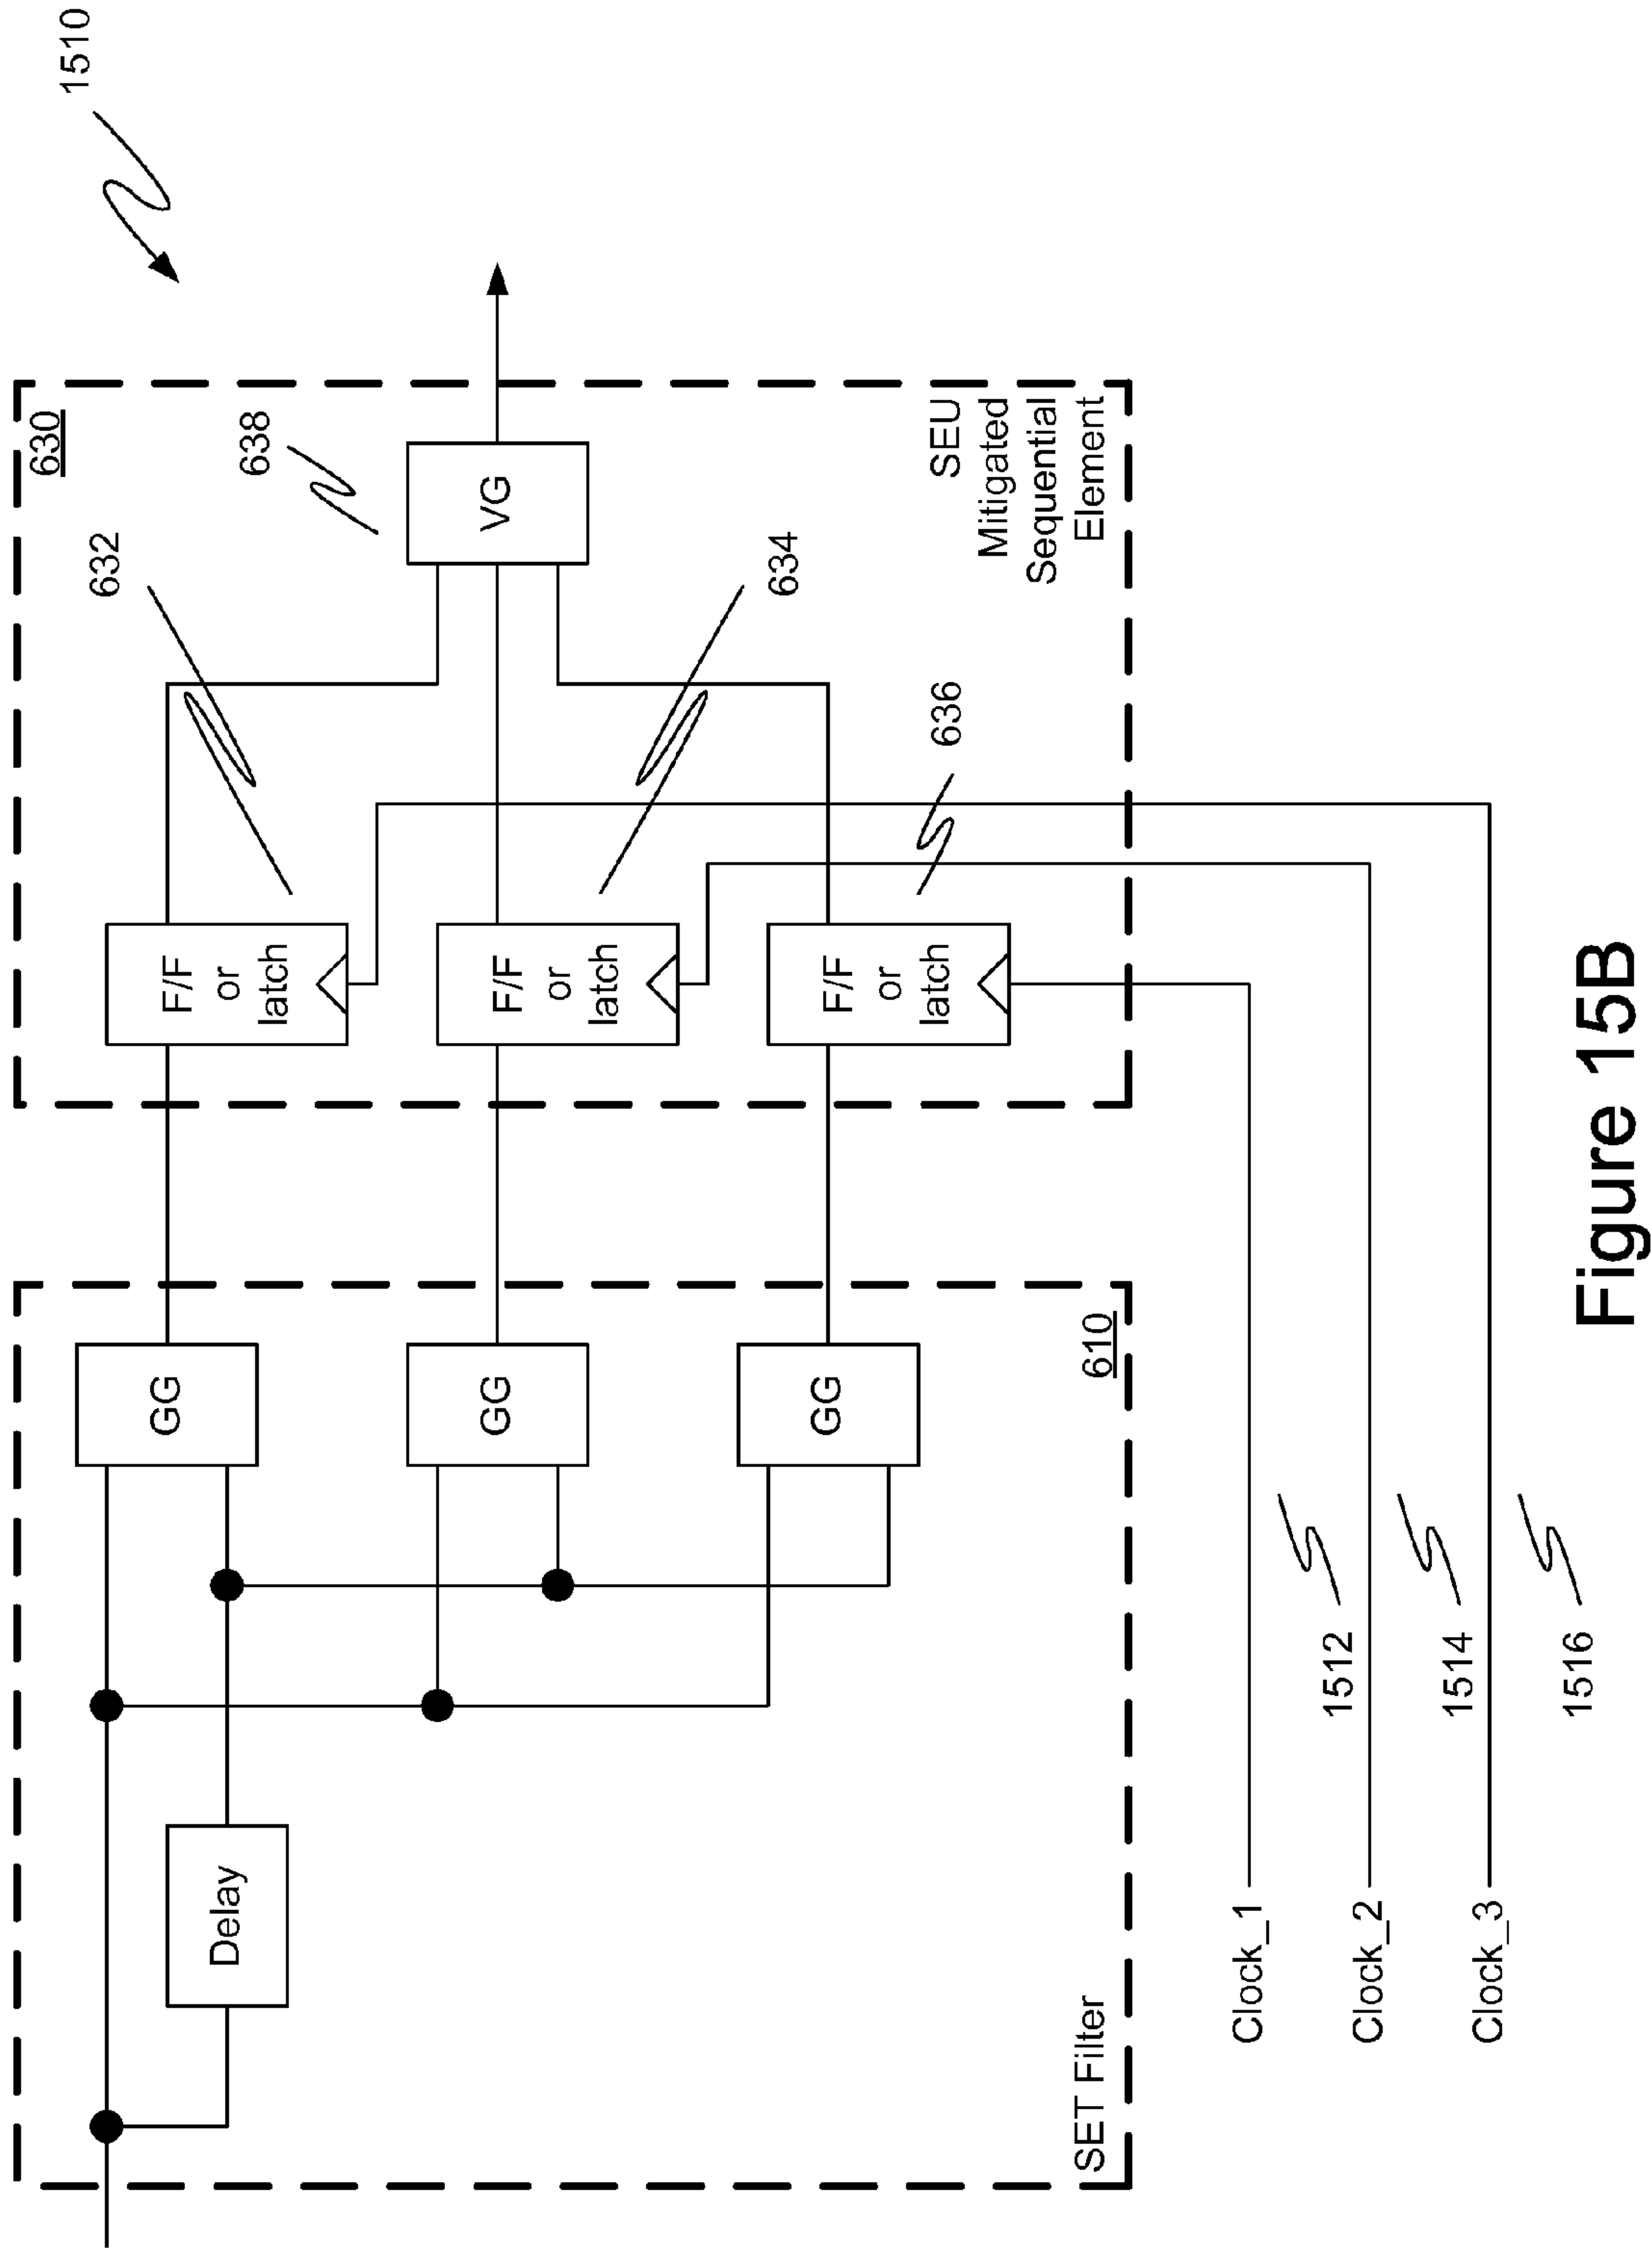 1510
630
638
632
634
636
VG
F/F
or
latch
F/F
or
latch
F/F
or
latch
SEU
Mitigated
Sequential
Element
GG
GG
GG
610
Delay
SET Filter
Clock_1
1512
Clock_2
1514
Clock_3
1516
Figure 15B